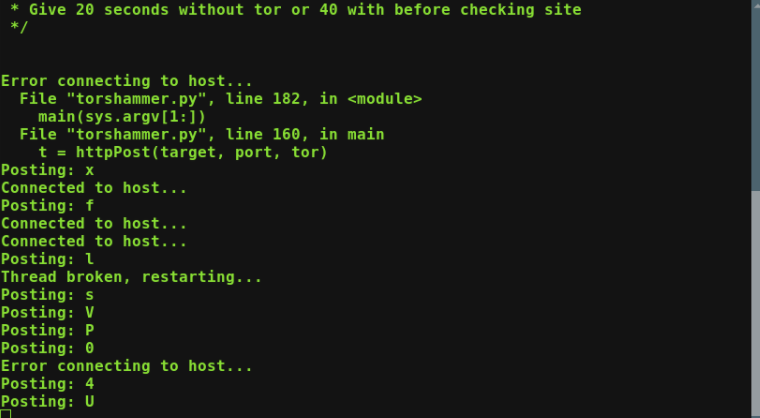 * Give 20 seconds without tor or 40 with before checking site
*/
Error connecting to host...
File "torshammer.py", line 182, in <module>
main(sys.argv[1:])
File "torshammer.py", line 160, in main
t = httpPost(target, port, tor)
Posting: x
Connected to host...
Posting: f
Connected to host...
Connected to host...
Posting: l
Thread broken, restarting...
Posting: s
Posting: V
Posting: P
Posting: 0
Error connecting to host...
Posting: 4
Posting: U